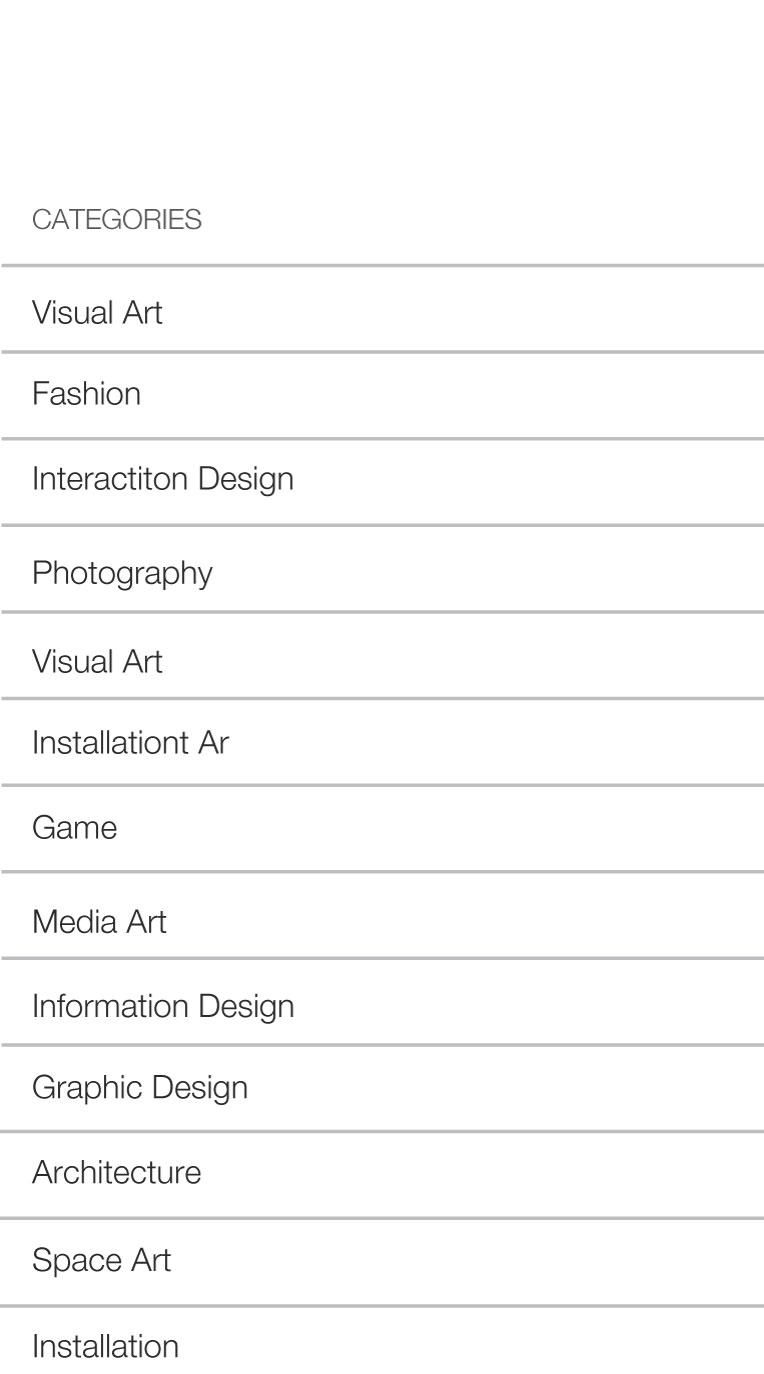 CATEGORIES
Visual Art
Fashion
Interactiton Design
Photography
Visual Art
Installationt Ar
Game
Media Art
Information Design
Graphic Design
Architecture
Space Art
Installation